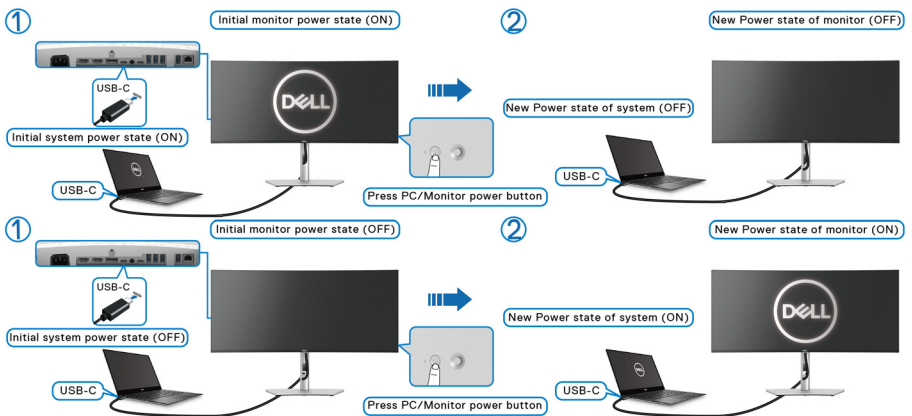 ①
Initial monitor power state (ON)
②
New Power state of monitor (OFF)
USB-C
DELL
New Power state of system (OFF)
Initial system power state (ON)
DELL
USB-C
USB-C
Press PC/Monitor power button
①
Initial monitor power state (OFF)
②
New Power state of monitor (ON)
USB-C
DELL
New Power state of system (ON)
Initial system power state (OFF)
DELL
USB-C
USB-C
Press PC/Monitor power button